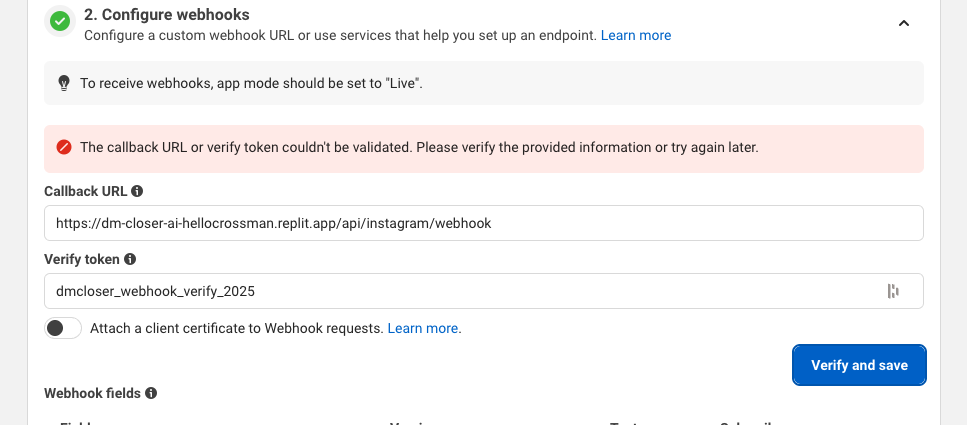 2. Configure webhooks
Configure a custom webhook URL or use services that help you set up an endpoint. Learn more
To receive webhooks, app mode should be set to "Live".
The callback URL or verify token couldn't be validated. Please verify the provided information or try again later.
Callback URL
https://dm-closer-ai-hellocrossman.replit.app/api/instagram/webhook
Verify token
dmcloser_webhook_verify_2025
Attach a client certificate to Webhook requests. Learn more.
Verify and save
Webhook fields